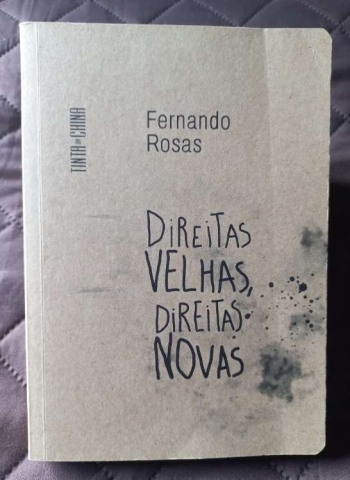 TINTA DA CHINA
Fernando
Rosas
DIREITAS
VELHAS,
DIREITAS
NOVAS